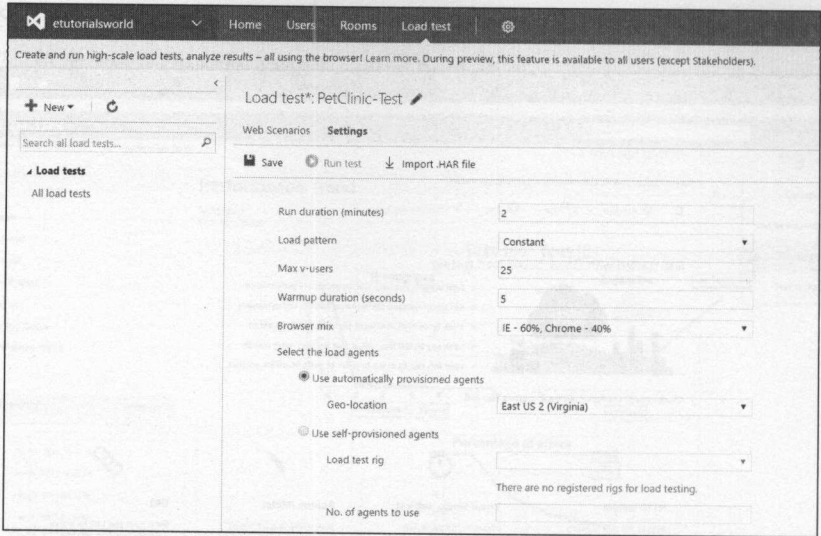 etutorialsworld Home Users Rooms Load test
Create and run high-scale load tests, analyze results – all using the browser! Learn more. During preview, this feature is available to all users (except Stakeholders).
New
Search all load tests...
Load tests
All load tests
Load test*: PetClinic-Test
Web Scenarios Settings
Save Run test Import .HAR file
Run duration (minutes) 2
Load pattern Constant
Max v-users 25
Warmup duration (seconds) 5
Browser mix IE - 60%, Chrome - 40%
Select the load agents
Use automatically provisioned agents
Geo-location East US 2 (Virginia)
Use self-provisioned agents
Load test rig
There are no registered rigs for load testing.
No. of agents to use